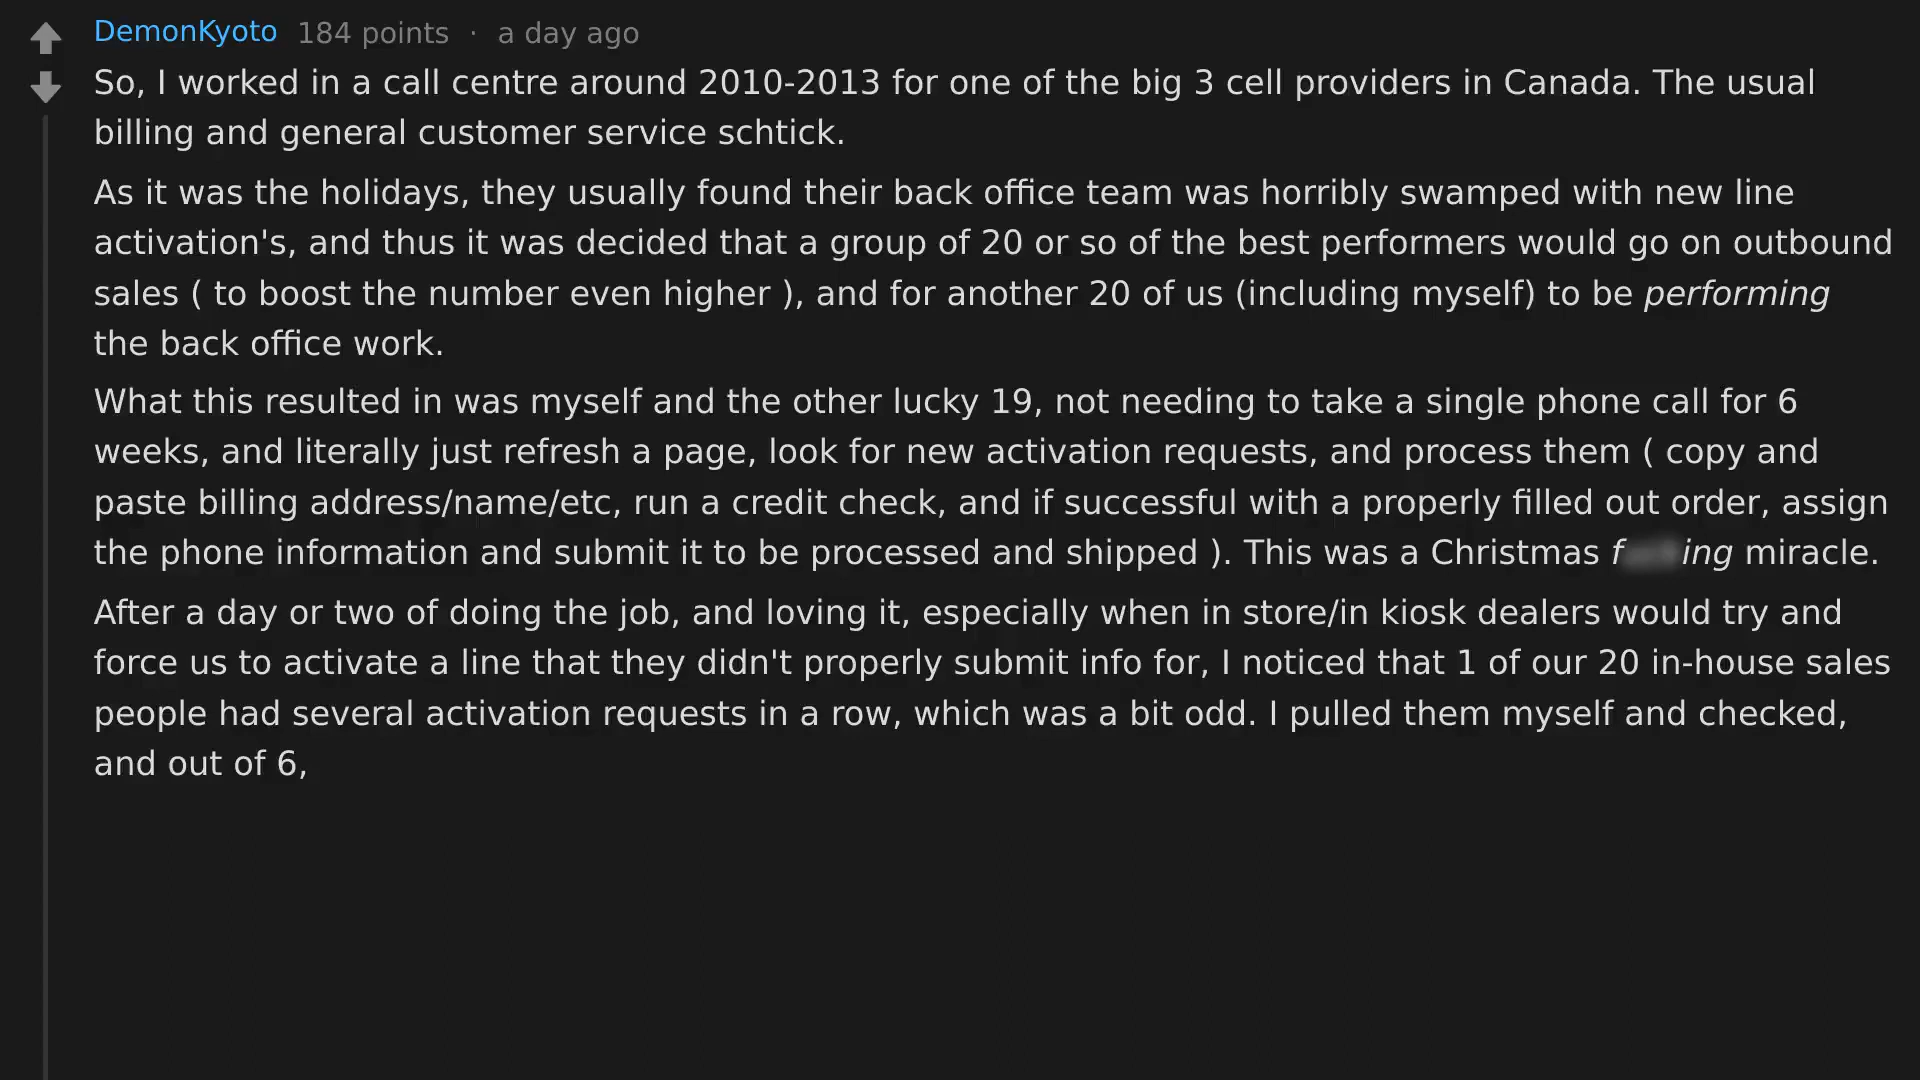 DemonKyoto 184 points · a day ago
So, I worked in a call centre around 2010-2013 for one of the big 3 cell providers in Canada. The usual
billing and general customer service schtick.
As it was the holidays, they usually found their back office team was horribly swamped with new line
activation's, and thus it was decided that a group of 20 or so of the best performers would go on outbound
sales ( to boost the number even higher ), and for another 20 of us (including myself) to be performing
the back office work.
What this resulted in was myself and the other lucky 19, not needing to take a single phone call for 6
weeks, and literally just refresh a page, look for new activation requests, and process them ( copy and
paste billing address/name/etc, run a credit check, and if successful with a properly filled out order, assign
the phone information and submit it to be processed and shipped ). This was a Christmas f ing miracle.
After a day or two of doing the job, and loving it, especially when in store/in kiosk dealers would try and
force us to activate a line that they didn't properly submit info for, I noticed that 1 of our 20 in-house sales
people had several activation requests in a row, which was a bit odd. I pulled them myself and checked,
and out of 6,